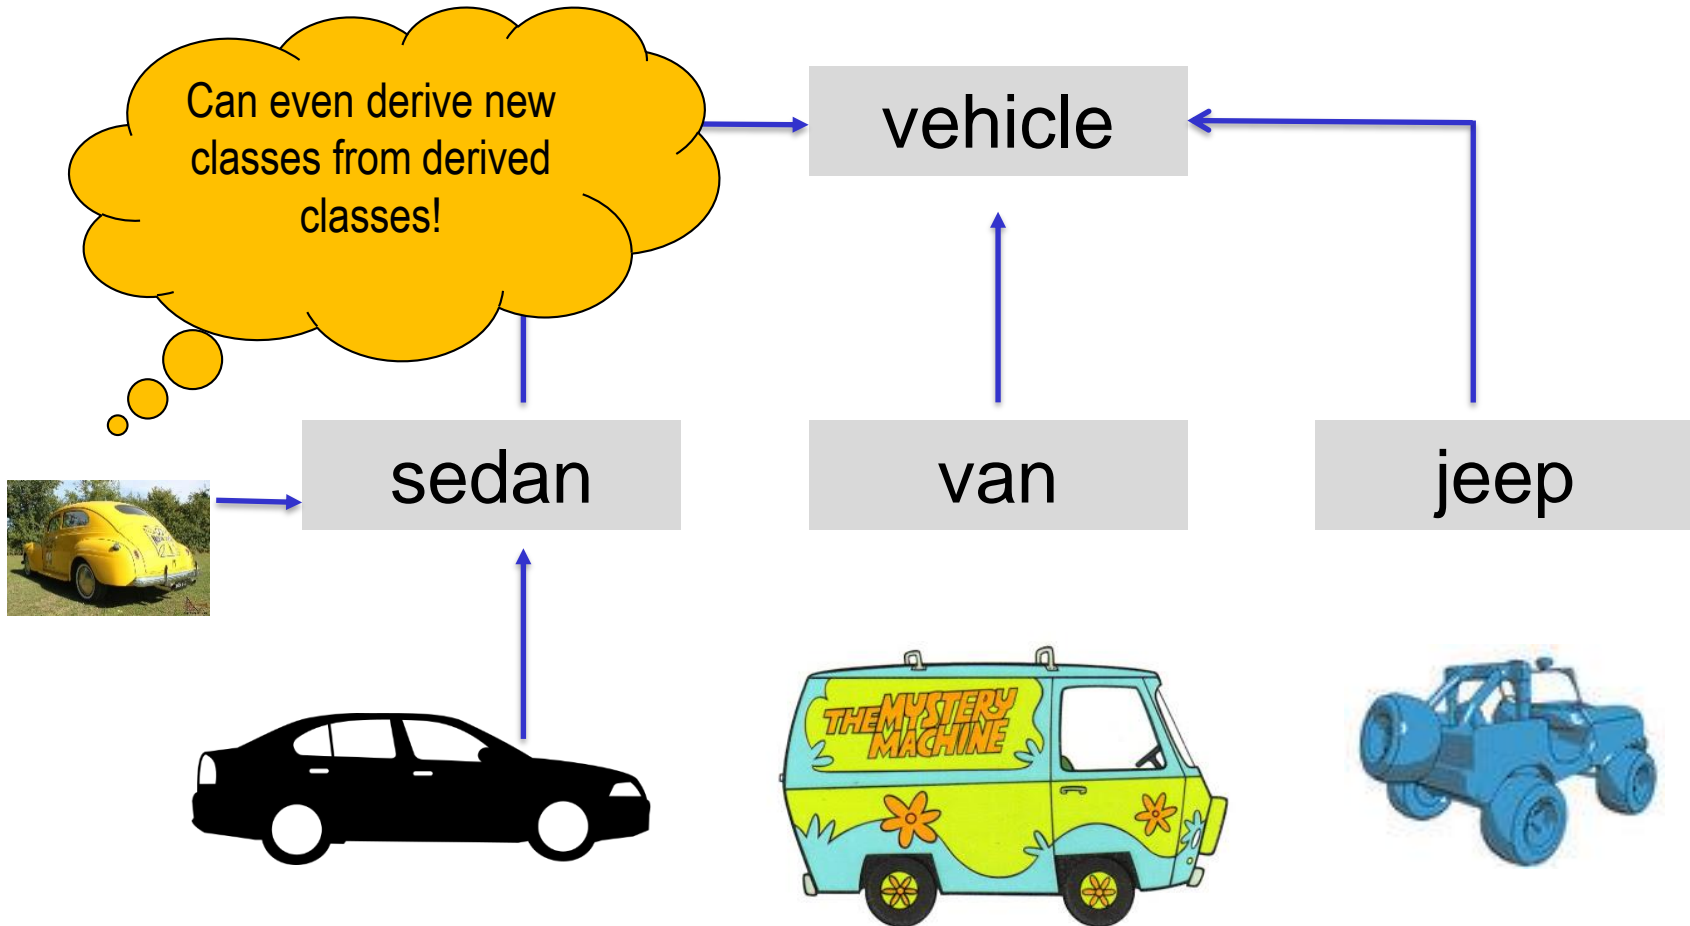 Can even derive new
classes from derived
classes!
vehicle
sedan
van
jeep
THE MYSTERY
MACHINE